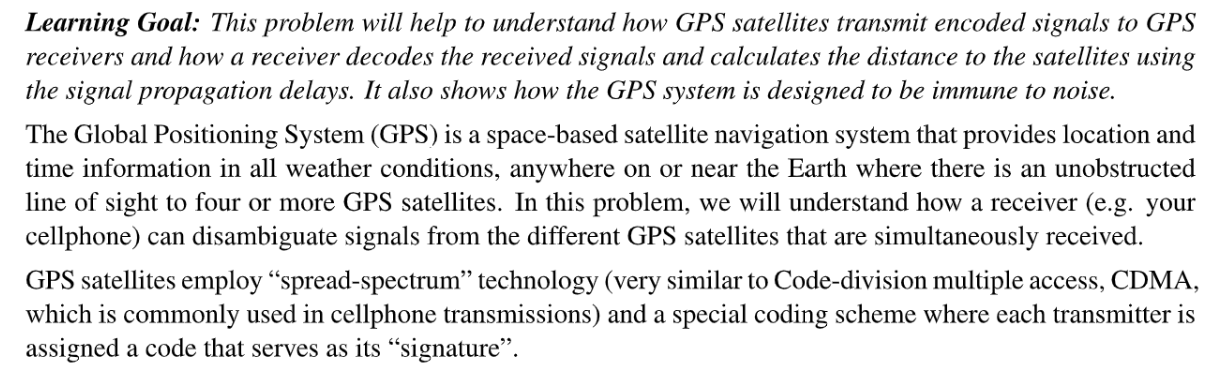 Learning Goal: This problem will help to understand how GPS satellites transmit encoded signals to GPS
receivers and how a receiver decodes the received signals and calculates the distance to the satellites using
the signal propagation delays. It also shows how the GPS system is designed to be immune to noise.
The Global Positioning System (GPS) is a space-based satellite navigation system that provides location and
time information in all weather conditions, anywhere on or near the Earth where there is an unobstructed
line of sight to four or more GPS satellites. In this problem, we will understand how a receiver (e.g. your
cellphone) can disambiguate signals from the different GPS satellites that are simultaneously received.
GPS satellites employ “spread-spectrum” technology (very similar to Code-division multiple access, CDMA,
which is commonly used in cellphone transmissions) and a special coding scheme where each transmitter is
assigned a code that serves as its “signature”.